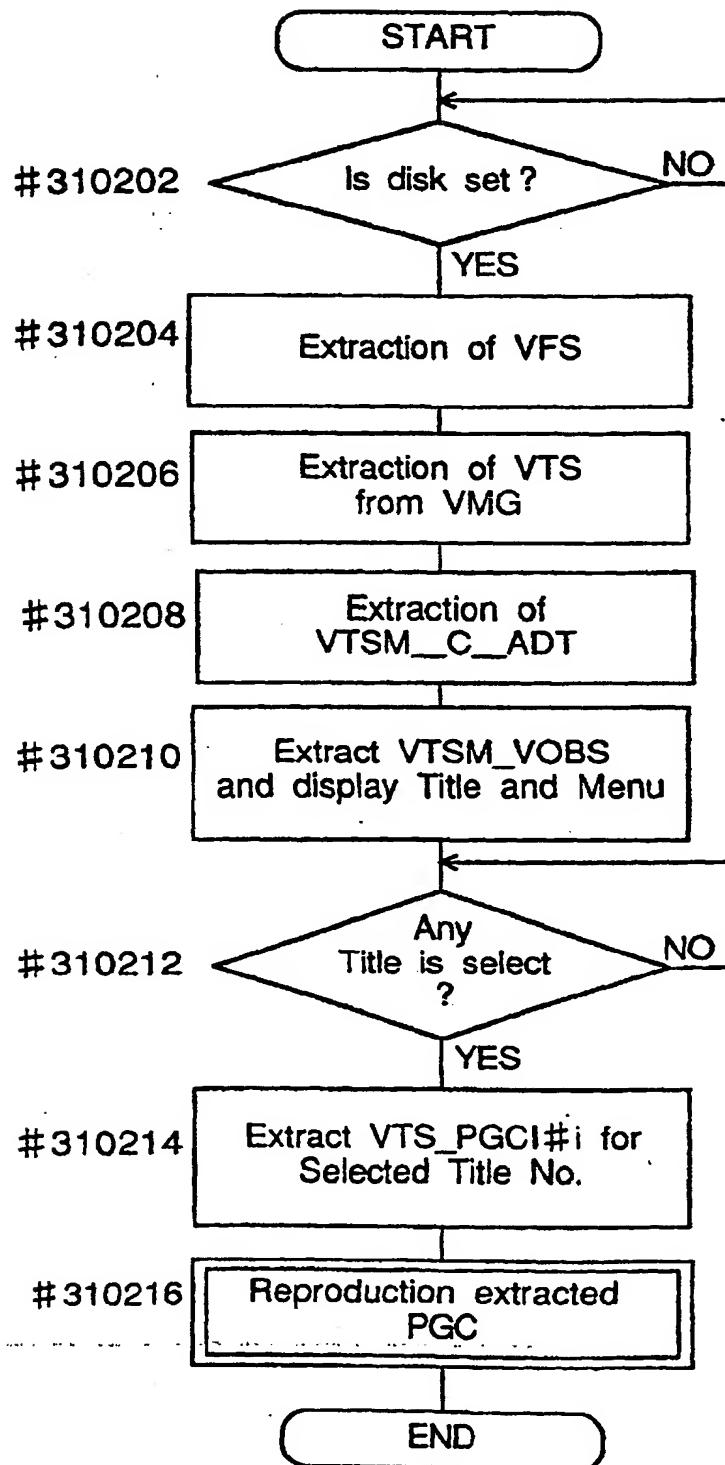 START
#310202
Is disk set ?
NO
YES
#310204
Extraction of VFS
#310206
Extraction of VTS
from VMG
#310208
Extraction of
VTSM__C__ADT
#310210
Extract VTSM_VOBS
and display Title and Menu
#310212
Any
Title is select
?
NO
YES
#310214
Extract VTS_PGCI#i for
Selected Title No.
#310216
Reproduction extracted
PGC
END